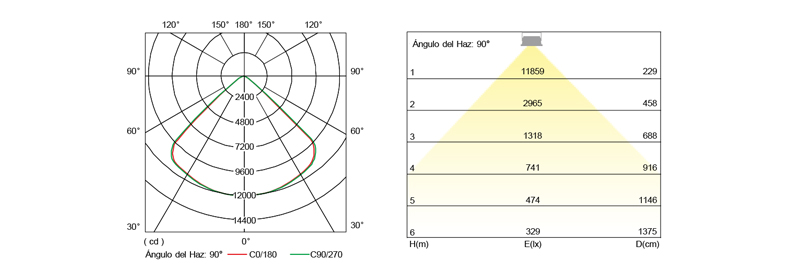 120° 150° 180° 150° 120°
90° 90°
2400
4800
60° 60°
7200
9600
12000
14400
30° 30°
( cd ) 0°
Ángulo del Haz: 90° C0/180 C90/270
Ángulo del Haz: 90°
1 11859 229
2 2965 458
3 1318 688
4 741 916
5 474 1146
6 329 1375
H(m) E(lx) D(cm)